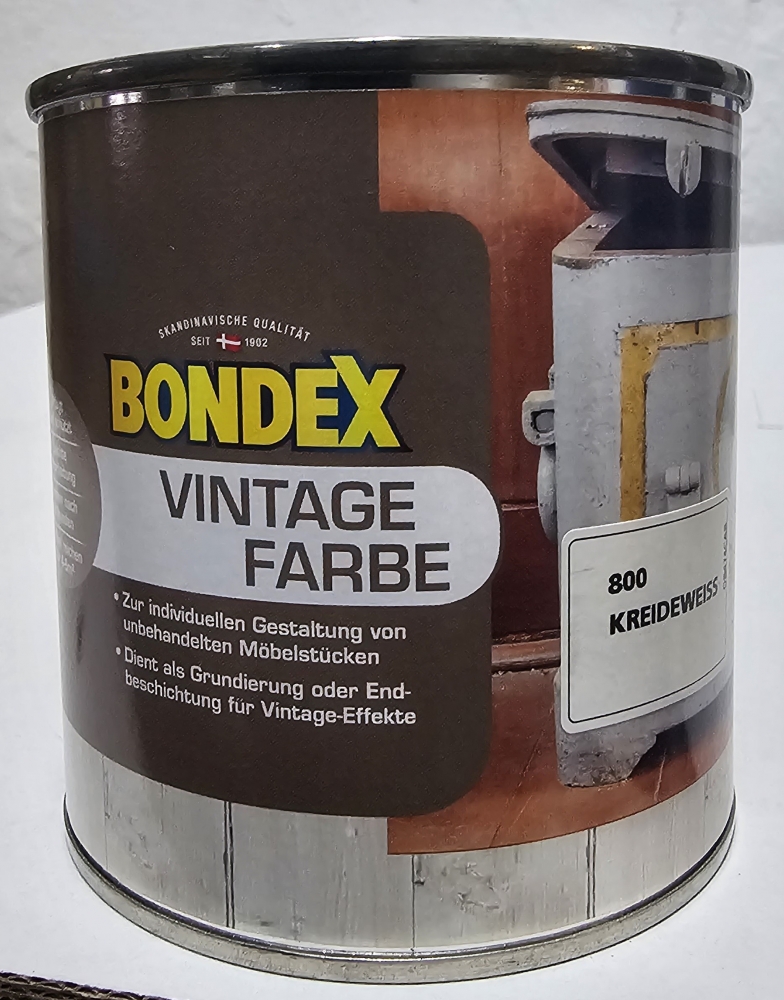 SKANDINAVISCHE QUALITÄT
SEIT 1902
BONDEX
VINTAGE
FARBE
• Zur individuellen Gestaltung von
unbehandelten Möbelstücken
• Dient als Grundierung oder End-
beschichtung für Vintage-Effekte
800
KREIDEWEISS